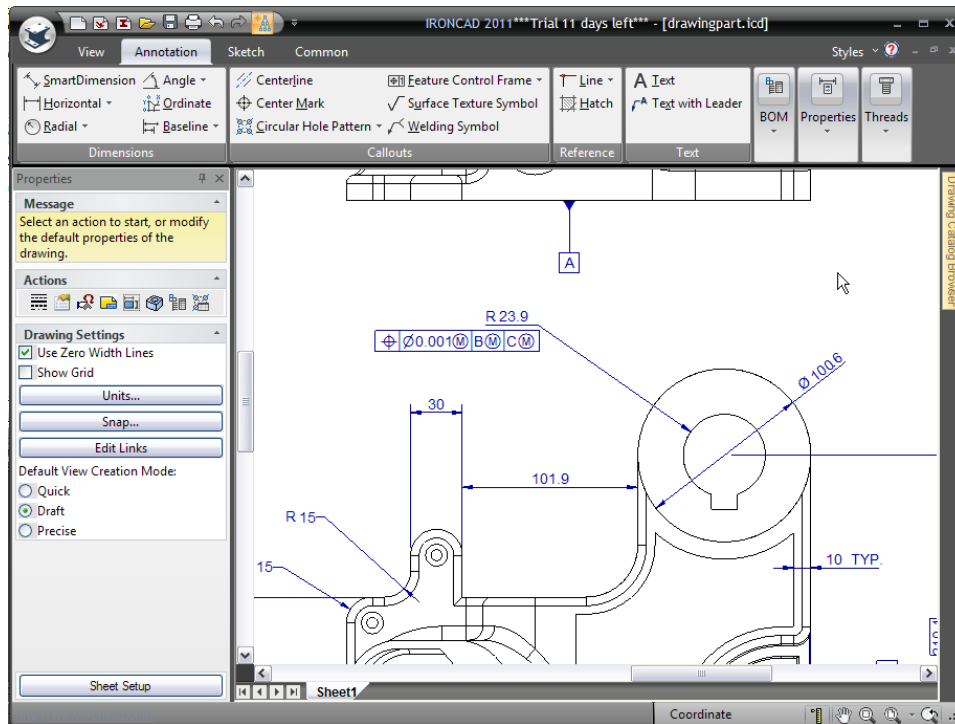 IRONCAD 2011***Trial 11 days left*** - [drawingpart.icd]
View Annotation Sketch Common Styles
SmartDimension Angle Centerline Feature Control Frame Line A Text
Horizontal Ordinate Center Mark Surface Texture Symbol Hatch Text with Leader
Radial Baseline Circular Hole Pattern Welding Symbol BOM Properties Threads
Dimensions Callouts Reference Text
Properties
Message
Select an action to start, or modify
the default properties of the
drawing.
Actions
Drawing Settings
Use Zero Width Lines
Show Grid
Units...
Snap...
Edit Links
Default View Creation Mode:
Quick
Draft
Precise
Sheet Setup
Drawing Catalog Browser
A
R 23.9
Ø0.001Ⓜ BⓂ CⓂ
Ø 100.6
30
101.9
R 15
15
10 TYP.
Sheet1
Coordinate